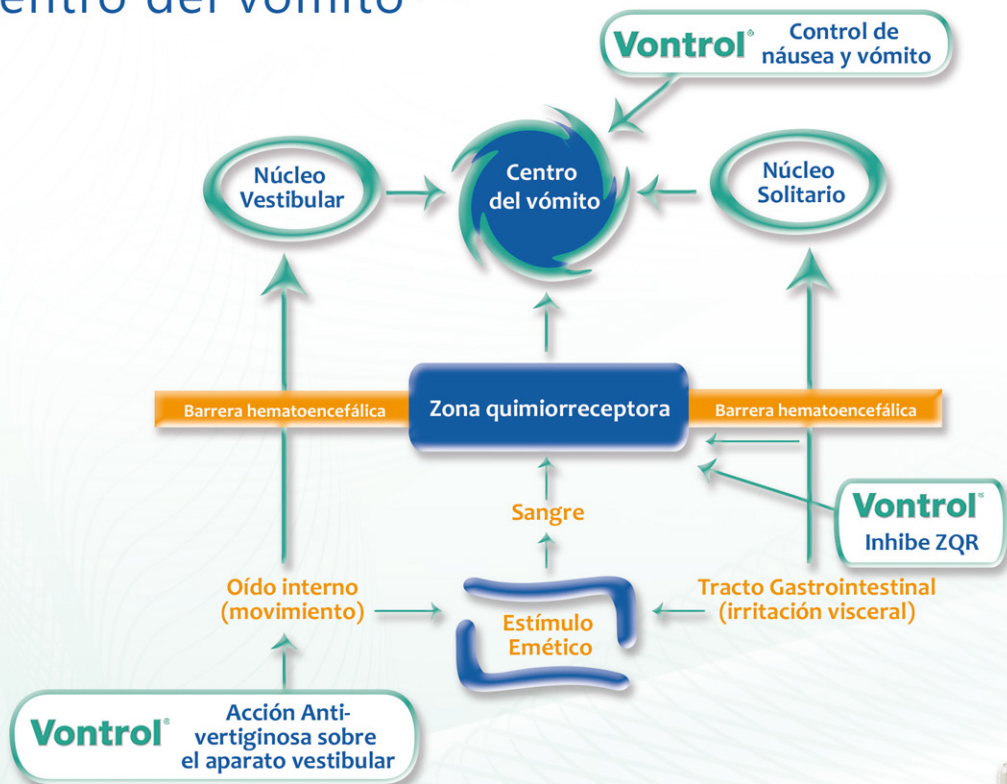 entro del vómito
Vontrol® Control de
náusea y vómito
Núcleo
Vestibular
Centro
del vómito
Núcleo
Solitario
Barrera hematoencefálica
Zona quimiorreceptora
Barrera hematoencefálica
Sangre
Vontrol®
Inhibe ZQR
Oído interno
(movimiento)
Estímulo
Emético
Tracto Gastrointestinal
(irritación visceral)
Vontrol®
Acción Anti-
vertiginosa sobre
el aparato vestibular